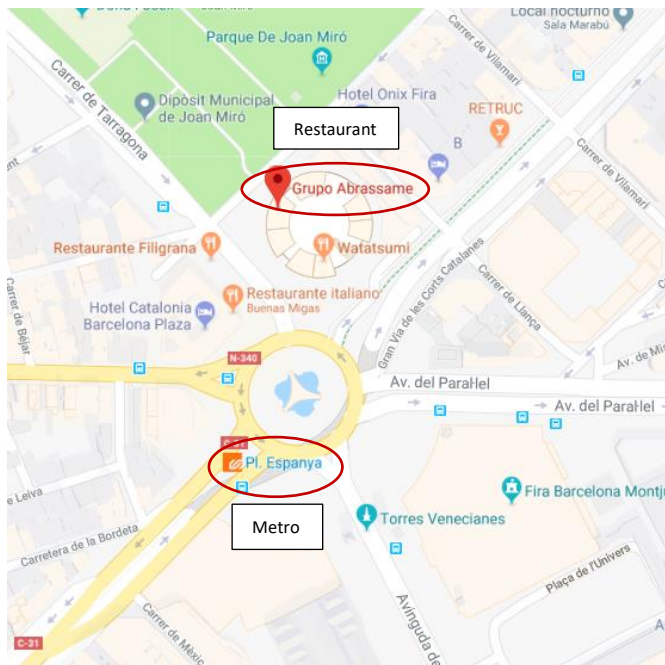 Local nocturno
Sala Marabú
Parque De Joan Miró
Carrer de Vilamarí
Hotel Onix Fira
Dipòsit Municipal
de Joan Miró
RETRUC
Carrer de Tarragona
Restaurant
B
Grupo Abrassame
Carrer de Vilamarí
Restaurante Filigrana
Watatsumi
Gran Via de les Corts Catalanes
Carrer de Llança
Restaurante italiano
Buenas Migas
Hotel Catalonia
Barcelona Plaza
Carrer de Béjar
N-340
Av. de Mis
Av. del Paral·lel
Av. del Paral·lel
Pl. Espanya
e Leiva
Fira Barcelona Montju
Metro
Torres Venecianes
Carretera de la Bordeta
Plaça de l'Univers
Avinguda de
Carrer de Mèxic
C-31